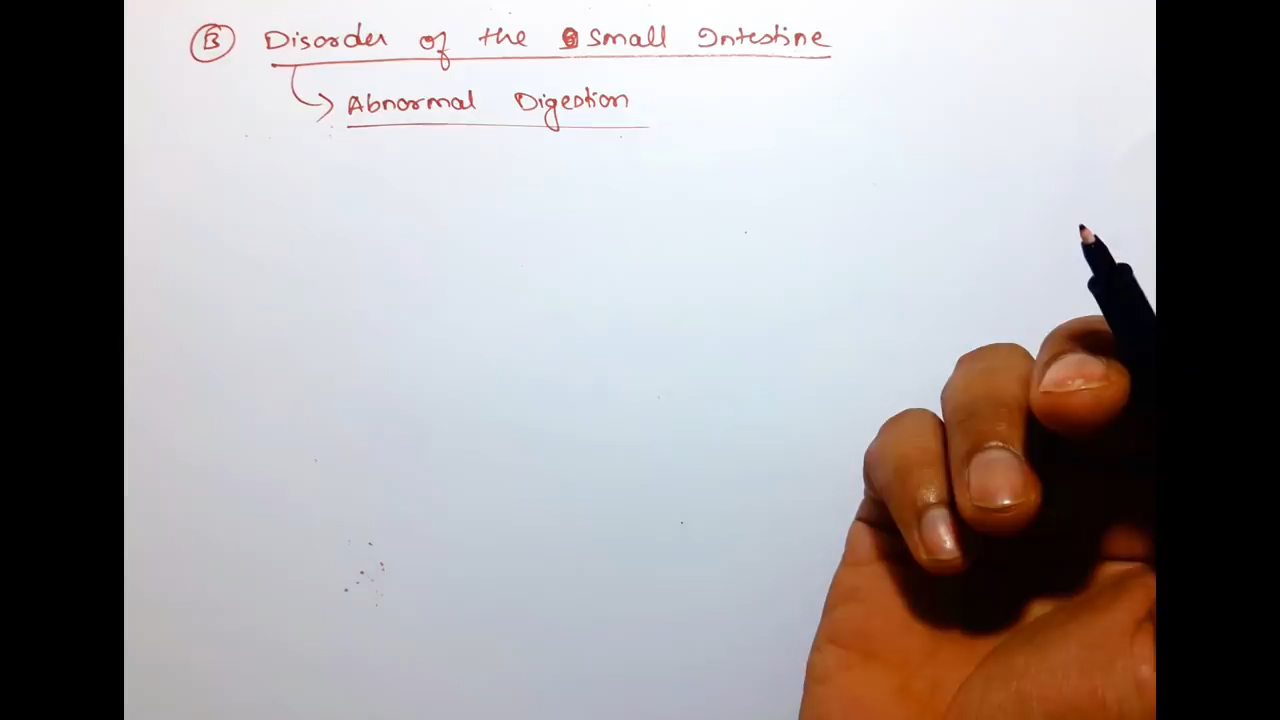 B Disorder of the Small Intestine
Abnormal Digestion